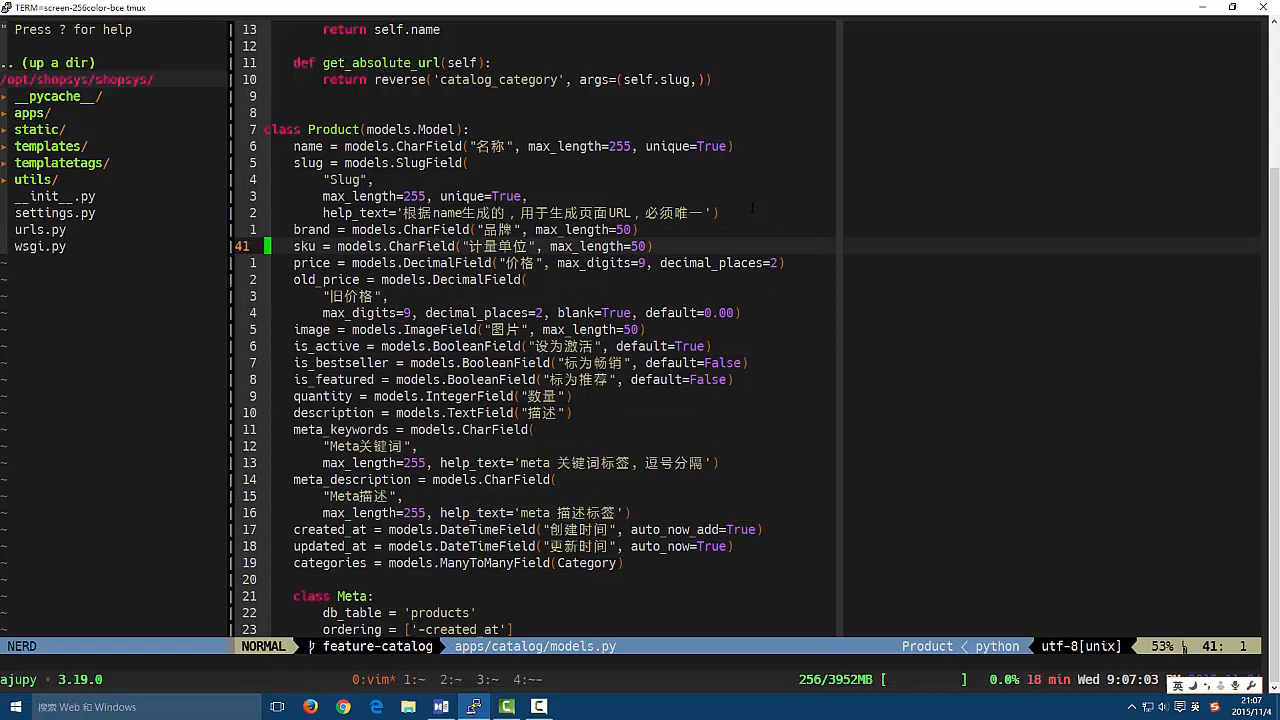 TERM=screen-256color-bce tmux
" Press ? for help
.. (up a dir)
/opt/shopsys/shopsys/
▸ __pycache__/
▸ apps/
▸ static/
▸ templates/
▸ templatetags/
▸ utils/
__init__.py
settings.py
urls.py
wsgi.py
13 return self.name
12
11 def get_absolute_url(self):
10 return reverse('catalog_category', args=(self.slug,))
9
8
7 class Product(models.Model):
6 name = models.CharField("名称", max_length=255, unique=True)
5 slug = models.SlugField(
4 "Slug",
3 max_length=255, unique=True,
2 help_text='根据name生成的，用于生成页面URL，必须唯一')
1 brand = models.CharField("品牌", max_length=50)
41 sku = models.CharField("计量单位", max_length=50)
1 price = models.DecimalField("价格", max_digits=9, decimal_places=2)
2 old_price = models.DecimalField(
3 "旧价格",
4 max_digits=9, decimal_places=2, blank=True, default=0.00)
5 image = models.ImageField("图片", max_length=50)
6 is_active = models.BooleanField("设为激活", default=True)
7 is_bestseller = models.BooleanField("标为畅销", default=False)
8 is_featured = models.BooleanField("标为推荐", default=False)
9 quantity = models.IntegerField("数量")
10 description = models.TextField("描述")
11 meta_keywords = models.CharField(
12 "Meta关键词",
13 max_length=255, help_text='meta 关键词标签，逗号分隔')
14 meta_description = models.CharField(
15 "Meta描述",
16 max_length=255, help_text='meta 描述标签')
17 created_at = models.DateTimeField("创建时间", auto_now_add=True)
18 updated_at = models.DateTimeField("更新时间", auto_now=True)
19 categories = models.ManyToManyField(Category)
20
21 class Meta:
22 db_table = 'products'
23 ordering = ['-created_at']
NERD NORMAL feature-catalog apps/catalog/models.py Product < python utf-8[unix] 53% 41: 1
ajupy · 3.19.0 0:vim* 1:~ 2:~ 3:~ 4:~- 256/3952MB [ ] 0.0% 18 min Wed 9:07:03
英
搜索 Web 和 Windows
英
21:07
2015/11/4